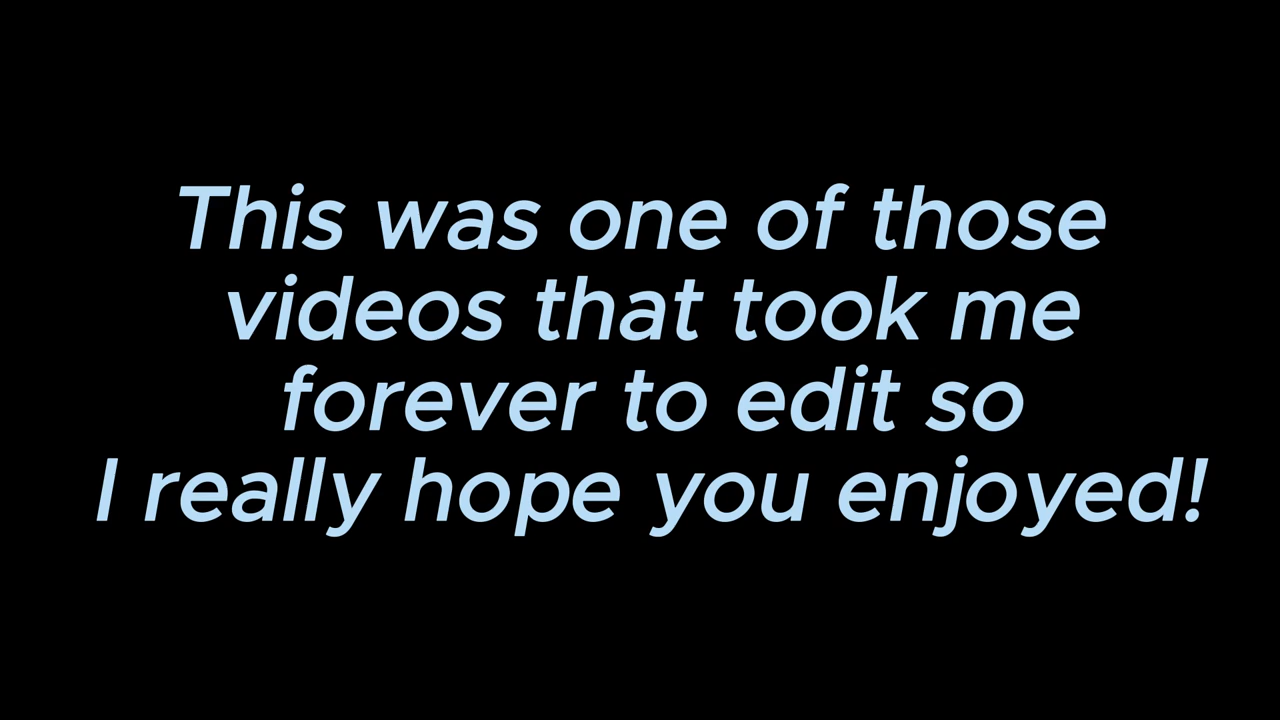 This was one of those
videos that took me
forever to edit so
I really hope you enjoyed!